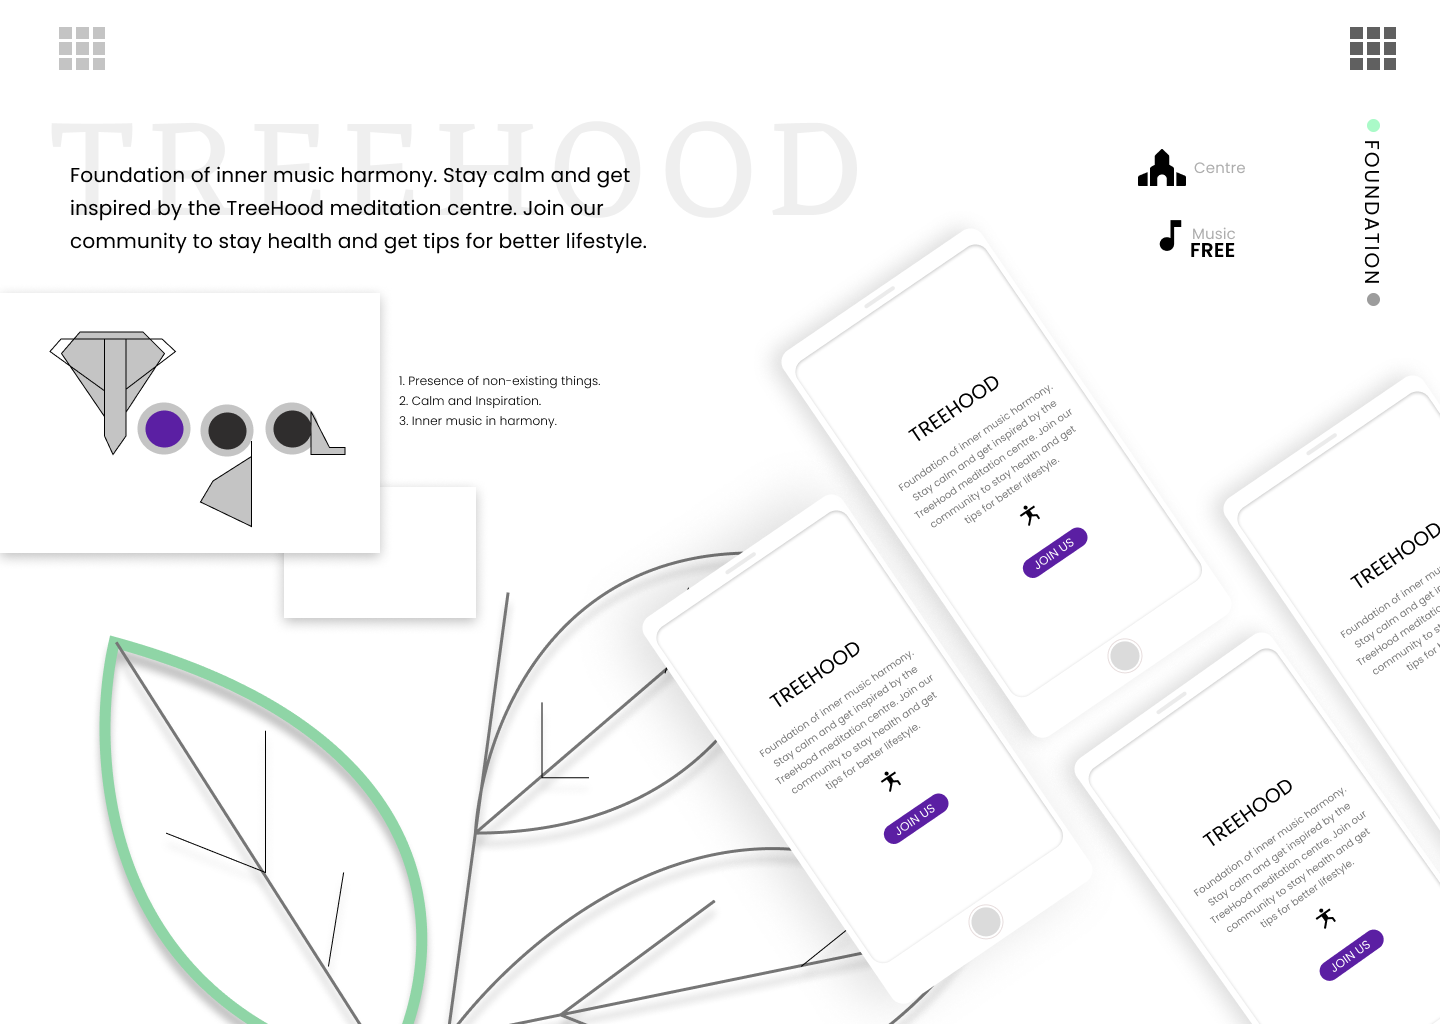 TREEHOOD
Foundation of inner music harmony. Stay calm and get
inspired by the TreeHood meditation centre. Join our
community to stay health and get tips for better lifestyle.
Centre
Music
FREE
FOUNDATION
1. Presence of non-existing things.
2. Calm and Inspiration.
3. Inner music in harmony.
TREEHOOD
Foundation of inner music harmony.
Stay calm and get inspired by the
TreeHood meditation centre. Join our
community to stay health and get
tips for better lifestyle.
JOIN US
TREEHOOD
Foundation of inner music harmony.
Stay calm and get inspired by the
TreeHood meditation centre. Join our
community to stay health and get
tips for better lifestyle.
JOIN US
TREEHOOD
Foundation of inner
Stay calm and get
TreeHood meditation
community to
tips for
TREEHOOD
Foundation of inner music harmony.
Stay calm and get inspired by the
TreeHood meditation centre. Join our
community to stay health and get
tips for better lifestyle.
JOIN US